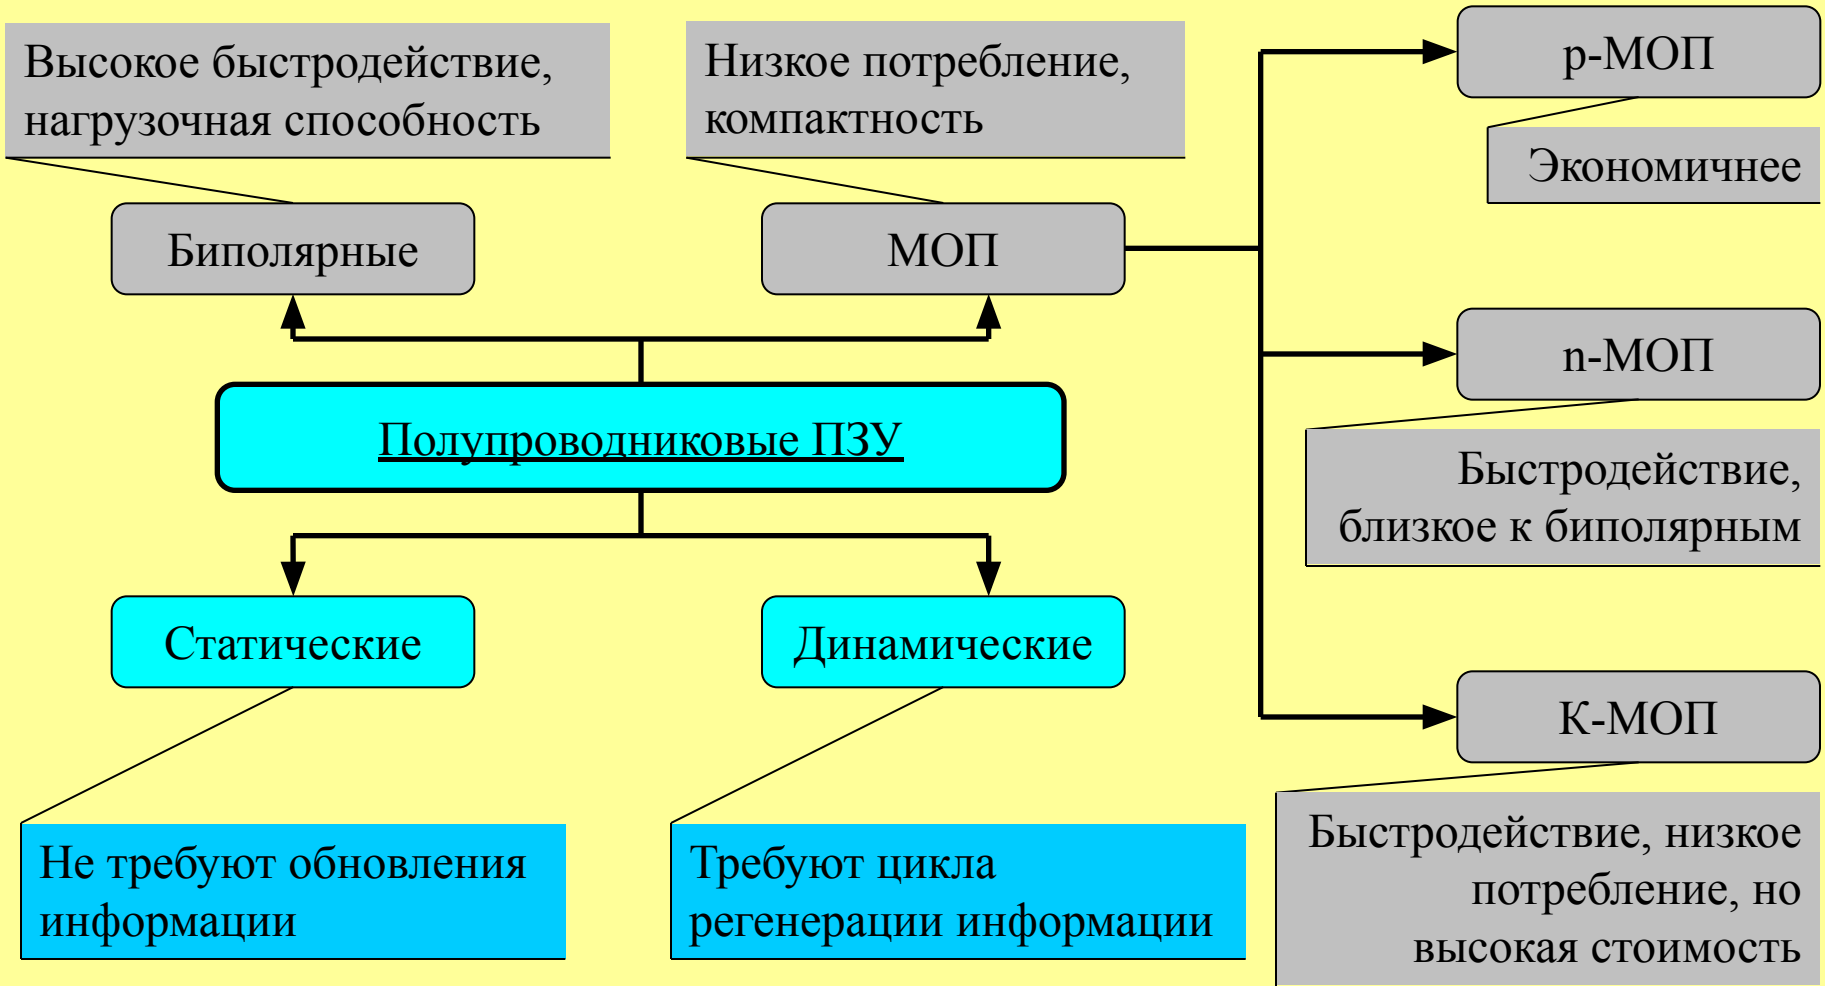 Высокое быстродействие,
нагрузочная способность
Низкое потребление,
компактность
р-МОП
Экономичнее
Биполярные
МОП
n-МОП
Быстродействие,
близкое к биполярным
Полупроводниковые ПЗУ
Статические
Динамические
К-МОП
Не требуют обновления
информации
Требуют цикла
регенерации информации
Быстродействие, низкое
потребление, но
высокая стоимость